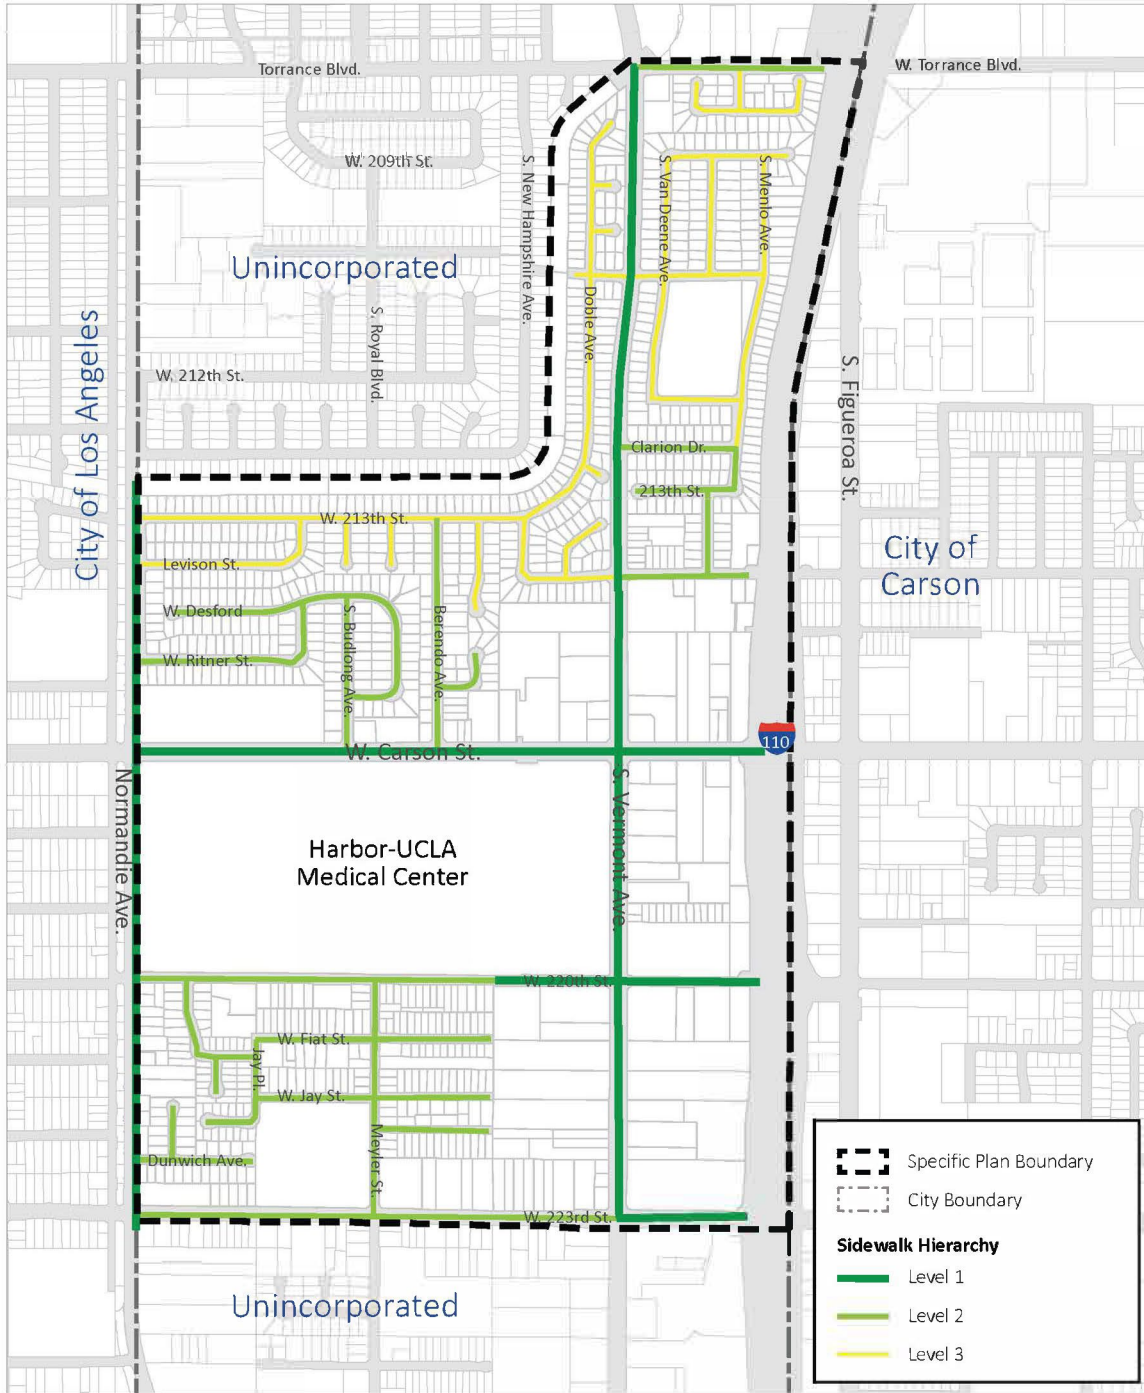 Torrance Blvd.
W. Torrance Blvd.
W. 209th St.
S. New Hampshire Ave.
S. Van Deene Ave.
S. Menlo Ave.
Unincorporated
Doble Ave.
S. Royal Blvd.
City of Los Angeles
W. 212th St.
S. Figueroa St.
Clarion Dr.
213th St.
W. 213th St.
City of
Carson
Levison St.
W. Desford
S. Budlong Ave.
Berendo Ave.
W. Ritner St.
110
W. Carson St.
Normandie Ave.
S. Vermont Ave.
Harbor-UCLA
Medical Center
W. 220th St.
W. Fiat St.
Jay Pl.
W. Jay St.
Meyler St.
Dunwich Ave.
W. 223rd St.
Unincorporated
Specific Plan Boundary
City Boundary
Sidewalk Hierarchy
Level 1
Level 2
Level 3